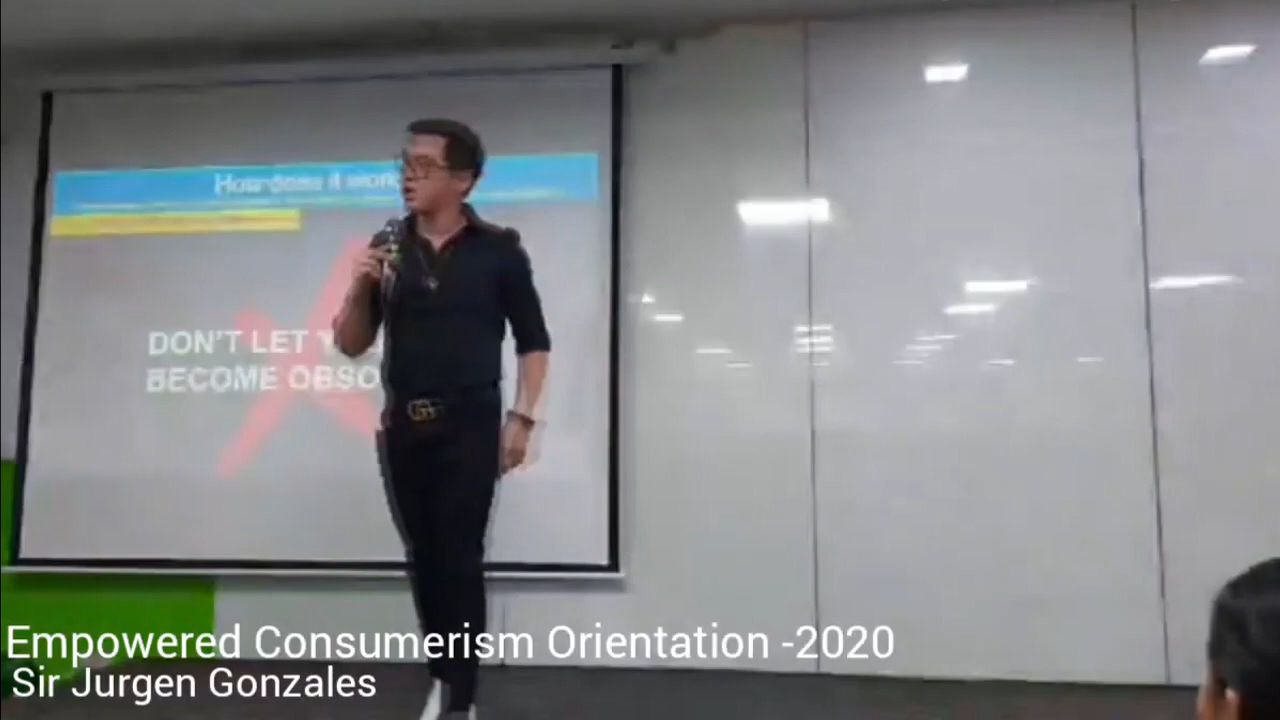 How does it work
DON'T LET Y
BECOME OBSO
Empowered Consumerism Orientation -2020
Sir Jurgen Gonzales